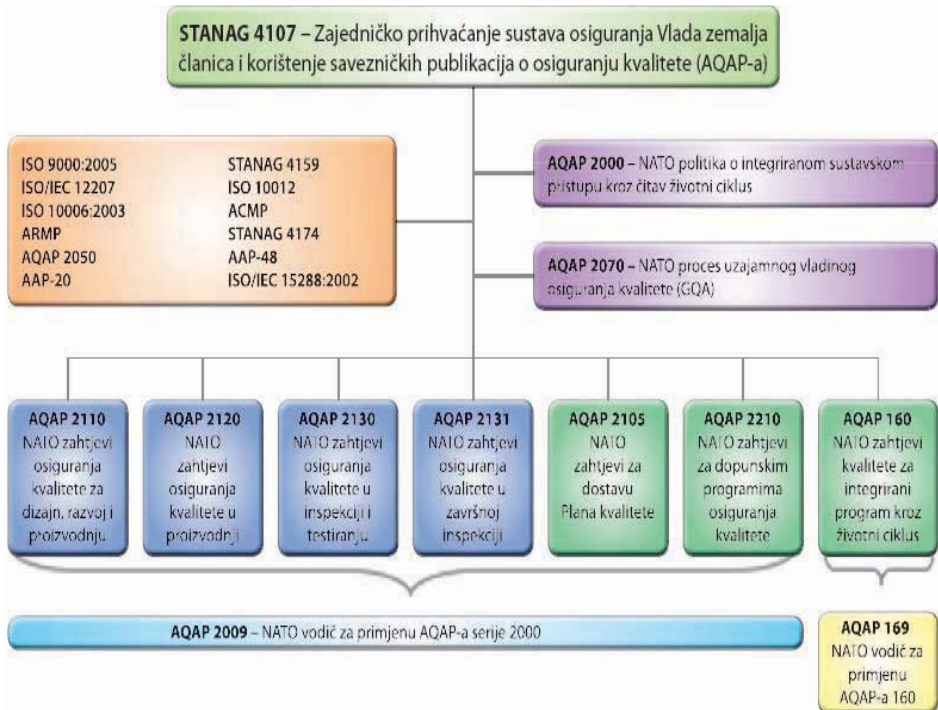 STANAG 4107 – Zajedničko prihvaćanje sustava osiguranja Vlada zemalja
članica i korištenje savezničkih publikacija o osiguranju kvalitete (AQAP-a)
ISO 9000:2005
ISO/IEC 12207
ISO 10006:2003
ARMP
AQAP 2050
AAP-20
STANAG 4159
ISO 10012
ACMP
STANAG 4174
AAP-48
ISO/IEC 15288:2002
AQAP 2000 – NATO politika o integriranom sustavskom
pristupu kroz čitav životni ciklus
AQAP 2070 – NATO proces uzajamnog vladinog
osiguranja kvalitete (GQA)
AQAP 2110
NATO zahtjevi
osiguranja
kvalitete za
dizajn, razvoj i
proizvodnju
AQAP 2120
NATO
zahtjevi
osiguranja
kvalitete u
proizvodnji
AQAP 2130
NATO zahtjevi
osiguranja
kvalitete u
inspekciji i
testiranju
AQAP 2131
NATO zahtjevi
osiguranja
kvalitete u
završnoj
inspekciji
AQAP 2105
NATO
zahtjevi za
dostavu
Plana kvalitete
AQAP 2210
NATO zahtjevi
za dopunskim
programima
osiguranja
kvalitete
AQAP 160
NATO zahtjevi
kvalitete za
integrirani
program kroz
životni ciklus
AQAP 2009 – NATO vodič za primjenu AQAP-a serije 2000
AQAP 169
NATO vodič za
primjenu
AQAP-a 160